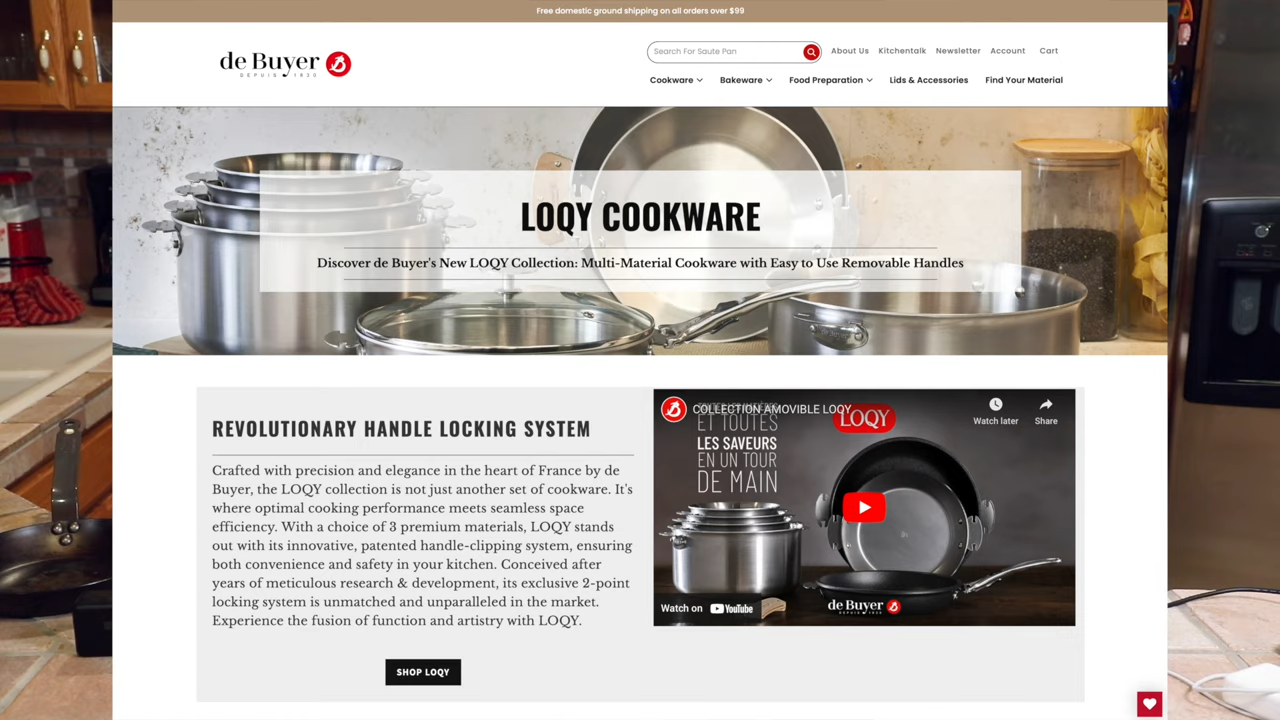 Free domestic ground shipping on all orders over $99
de Buyer
DEPUIS 1830
Search For Saute Pan
About Us
Kitchentalk
Newsletter
Account
Cart
Cookware
Bakeware
Food Preparation
Lids & Accessories
Find Your Material
LOQY COOKWARE
Discover de Buyer's New LOQY Collection: Multi-Material Cookware with Easy to Use Removable Handles
REVOLUTIONARY HANDLE LOCKING SYSTEM
Crafted with precision and elegance in the heart of France by de
Buyer, the LOQY collection is not just another set of cookware. It's
where optimal cooking performance meets seamless space
efficiency. With a choice of 3 premium materials, LOQY stands
out with its innovative, patented handle-clipping system, ensuring
both convenience and safety in your kitchen. Conceived after
years of meticulous research & development, its exclusive 2-point
locking system is unmatched and unparalleled in the market.
Experience the fusion of function and artistry with LOQY.
SHOP LOQY
COLLECTION AMOVIBLE LOQY
Watch later
Share
ET TOUTES
LES SAVEURS
EN UN TOUR
DE MAIN
LOQY
Watch on YouTube
de Buyer
DEPUIS 1830